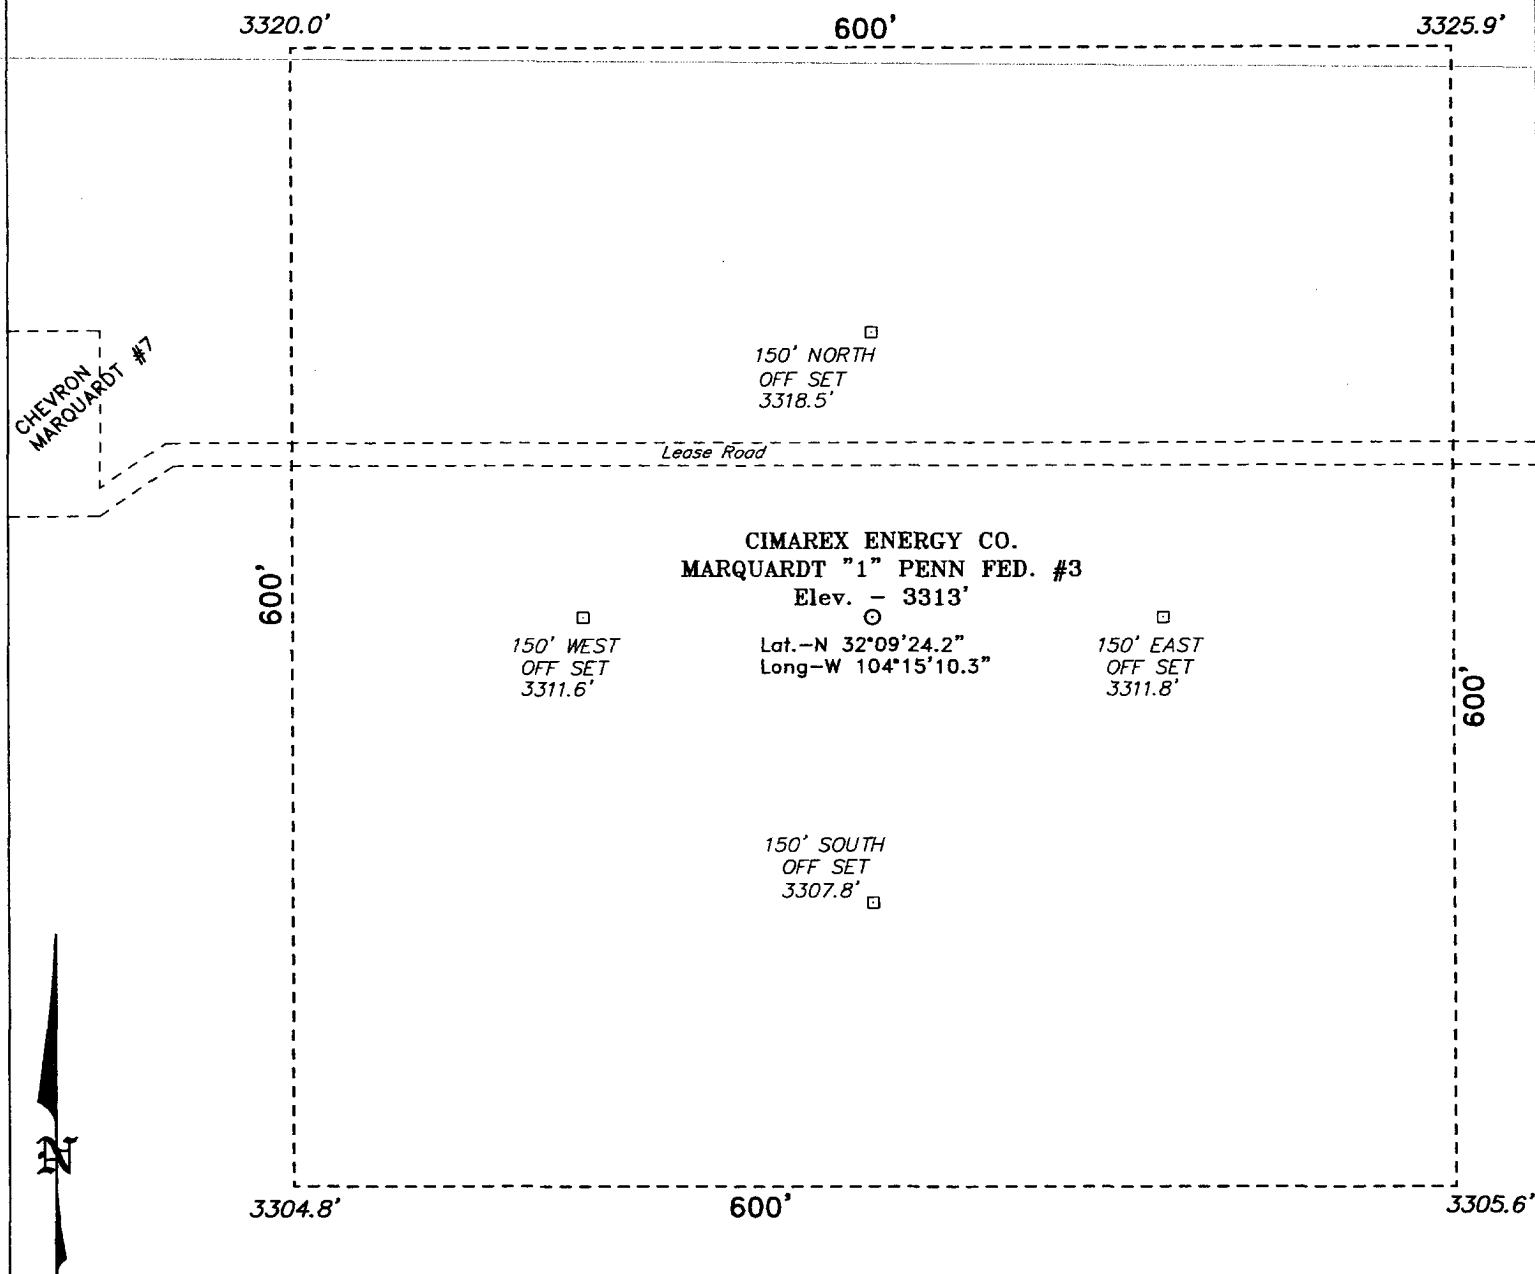 3320.0'
600'
3325.9'
CHEVRON
MARQUARDT #7
150' NORTH
OFF SET
3318.5'
Lease Road
CIMAREX ENERGY CO.
MARQUARDT "1" PENN FED. #3
Elev. - 3313'
600'
150' WEST
OFF SET
3311.6'
Lat.-N 32°09'24.2"
Long-W 104°15'10.3"
150' EAST
OFF SET
3311.8'
600'
150' SOUTH
OFF SET
3307.8'
N
3304.8'
600'
3305.6'